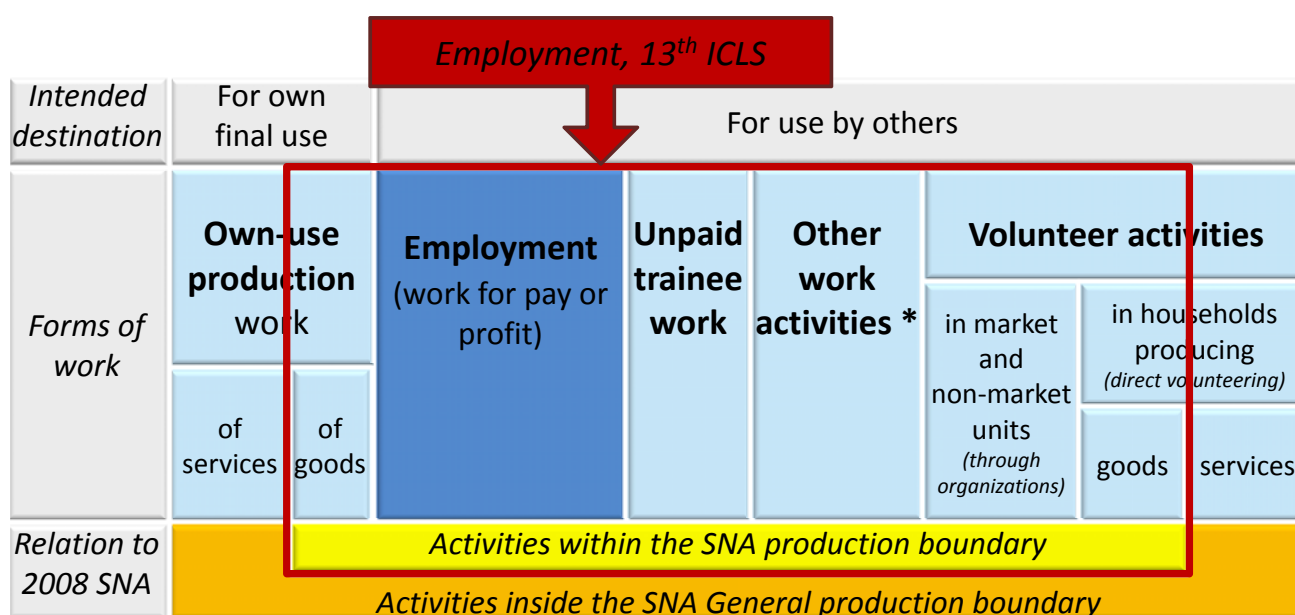 Employment, 13th ICLS
Intended
destination
For own
final use
For use by others
Forms of
work
Own-use
production
work
of
services
of
goods
Employment
(work for pay or
profit)
Unpaid
trainee
work
Other
work
activities *
Volunteer activities
in market
and
non-market
units
(through
organizations)
in households
producing
(direct volunteering)
goods
services
Relation to
2008 SNA
Activities within the SNA production boundary
Activities inside the SNA General production boundary